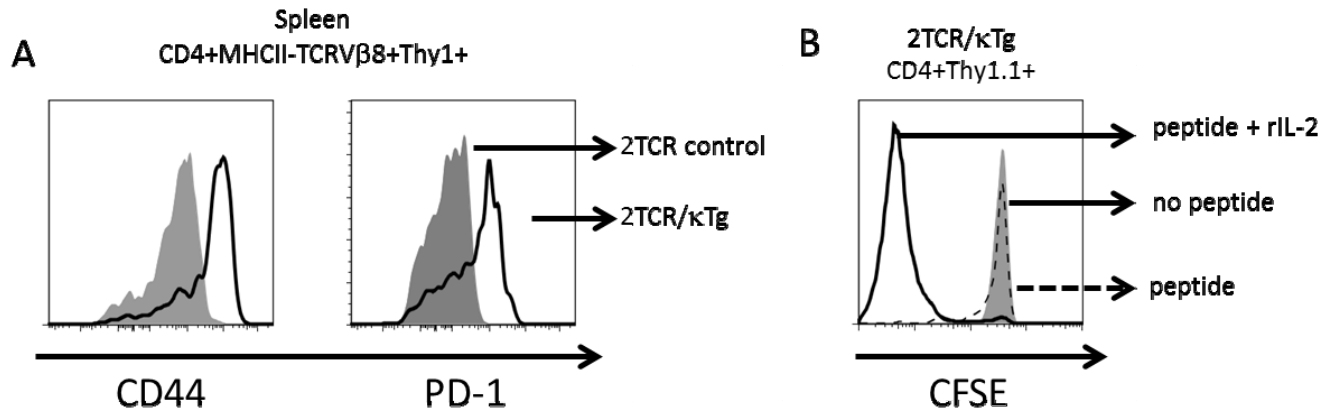 A
Spleen
CD4+MHCII-TCRVβ8+Thy1+
2TCR control
2TCR/κTg
CD44
PD-1
B
2TCR/κTg
CD4+Thy1.1+
peptide + rIL-2
no peptide
peptide
CFSE